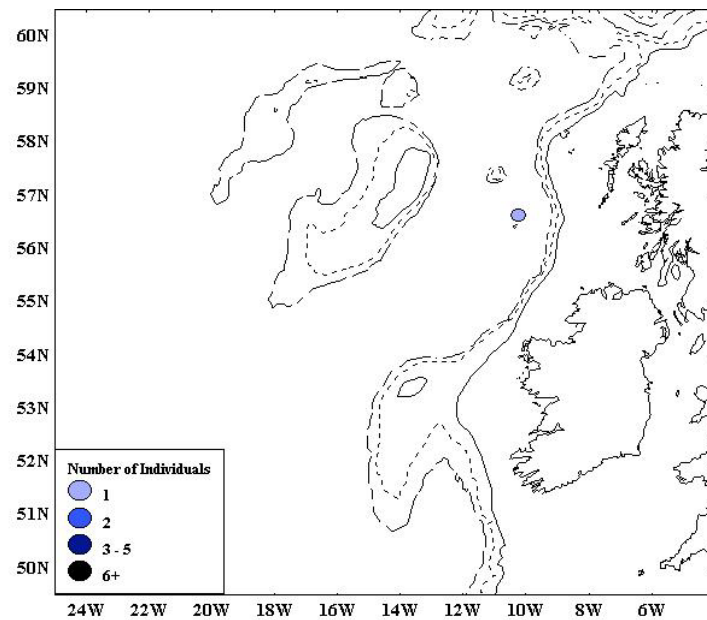 60N
59N
58N
57N
56N
55N
54N
53N
52N
51N
50N
Number of Individuals
1
2
3 - 5
6+
24W 22W 20W 18W 16W 14W 12W 10W 8W 6W